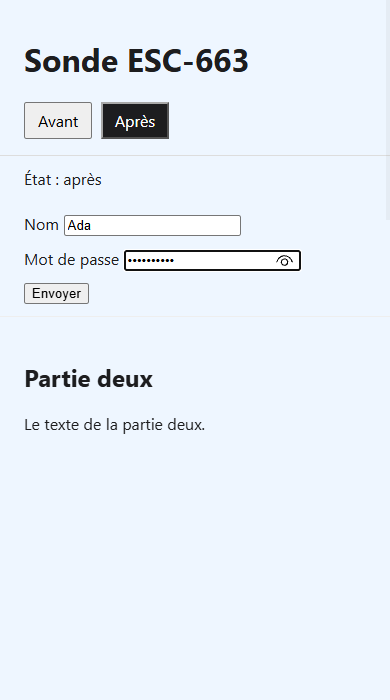 Sonde ESC-663
Avant Après
État : après
Nom Ada
Mot de passe ••••••••••
Envoyer
Partie deux
Le texte de la partie deux.